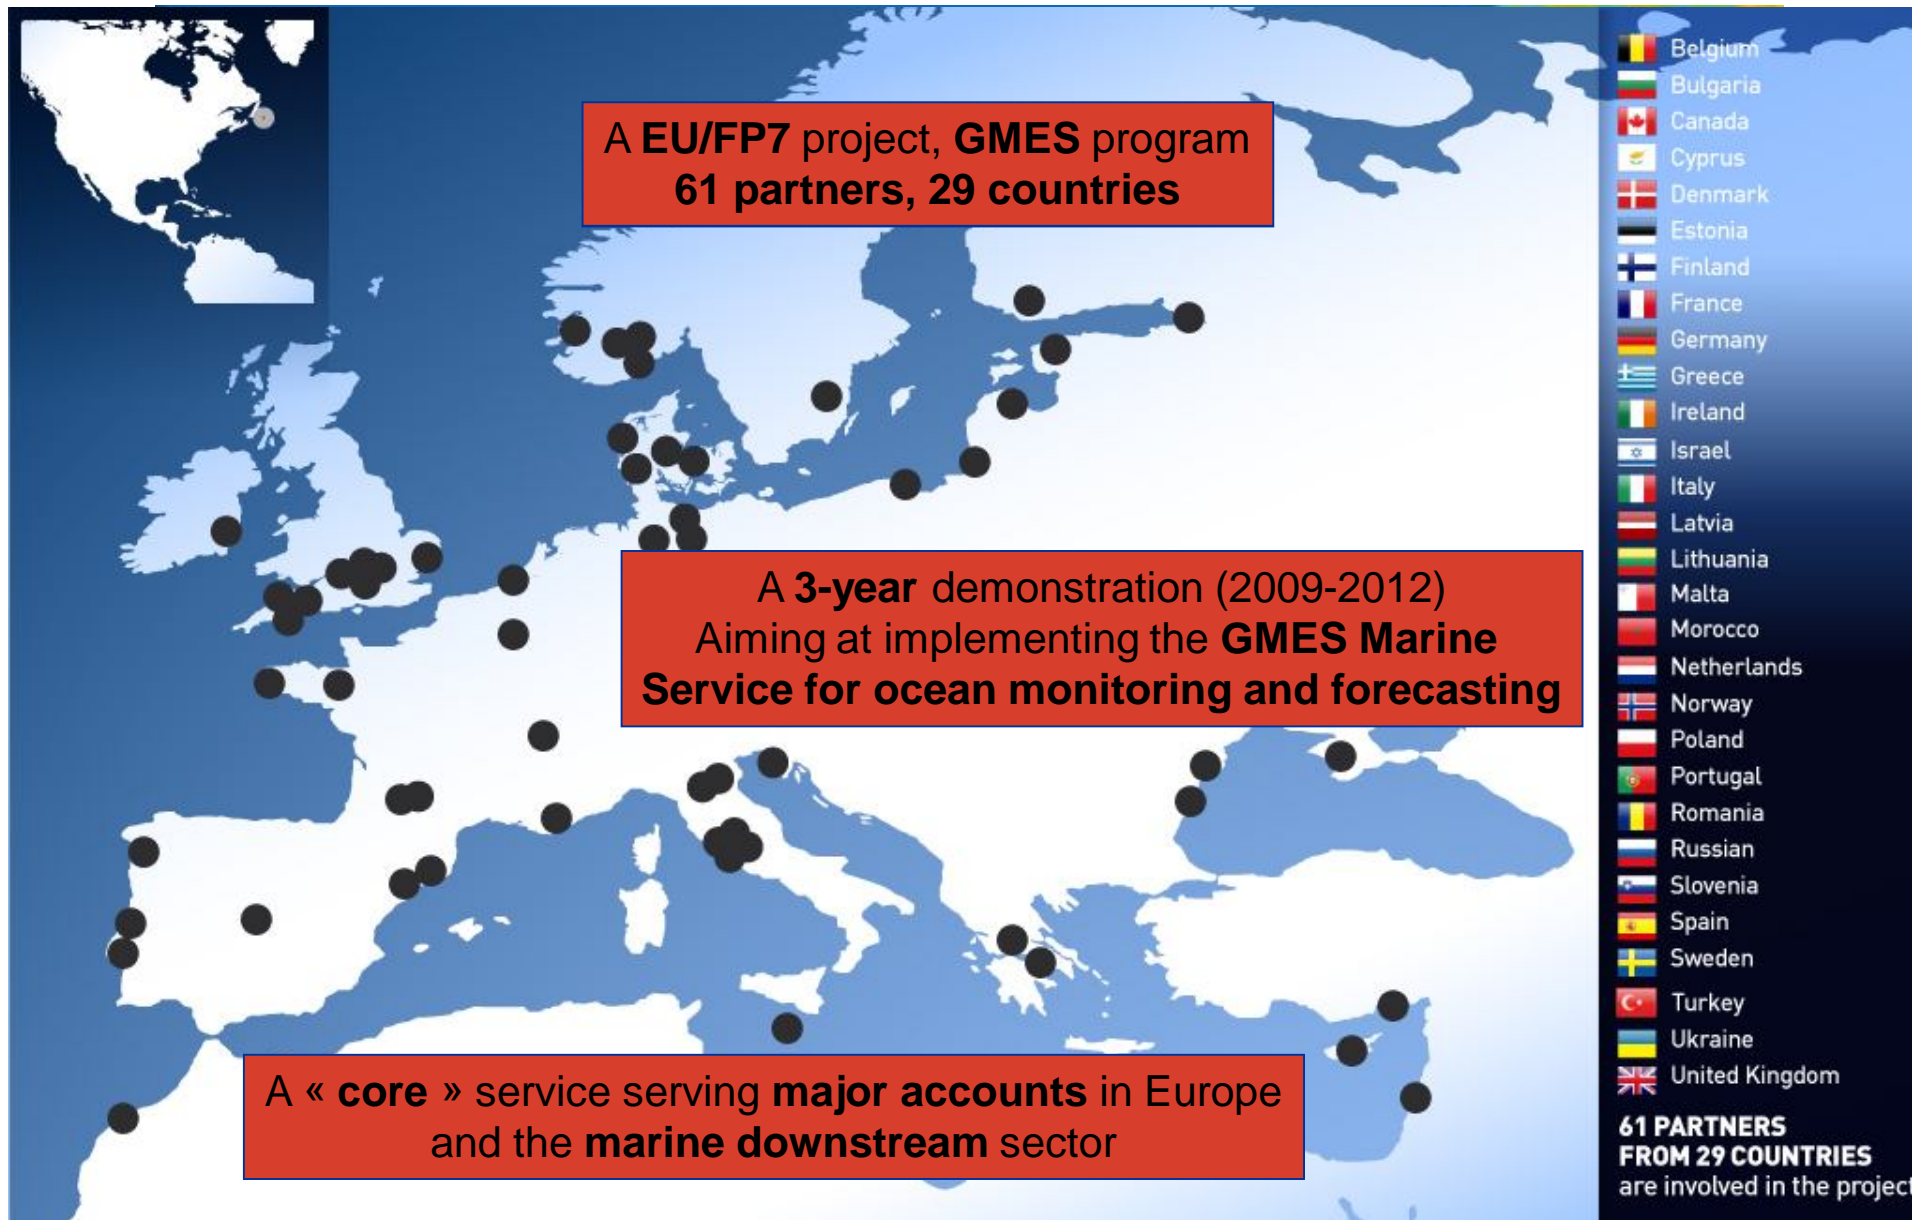 A EU/FP7 project, GMES program
61 partners, 29 countries
A 3-year demonstration (2009-2012)
Aiming at implementing the GMES Marine
Service for ocean monitoring and forecasting
A « core » service serving major accounts in Europe
and the marine downstream sector
Belgium
Bulgaria
Canada
Cyprus
Denmark
Estonia
Finland
France
Germany
Greece
Ireland
Israel
Italy
Latvia
Lithuania
Malta
Morocco
Netherlands
Norway
Poland
Portugal
Romania
Russian
Slovenia
Spain
Sweden
Turkey
Ukraine
United Kingdom
61 PARTNERS
FROM 29 COUNTRIES
are involved in the project